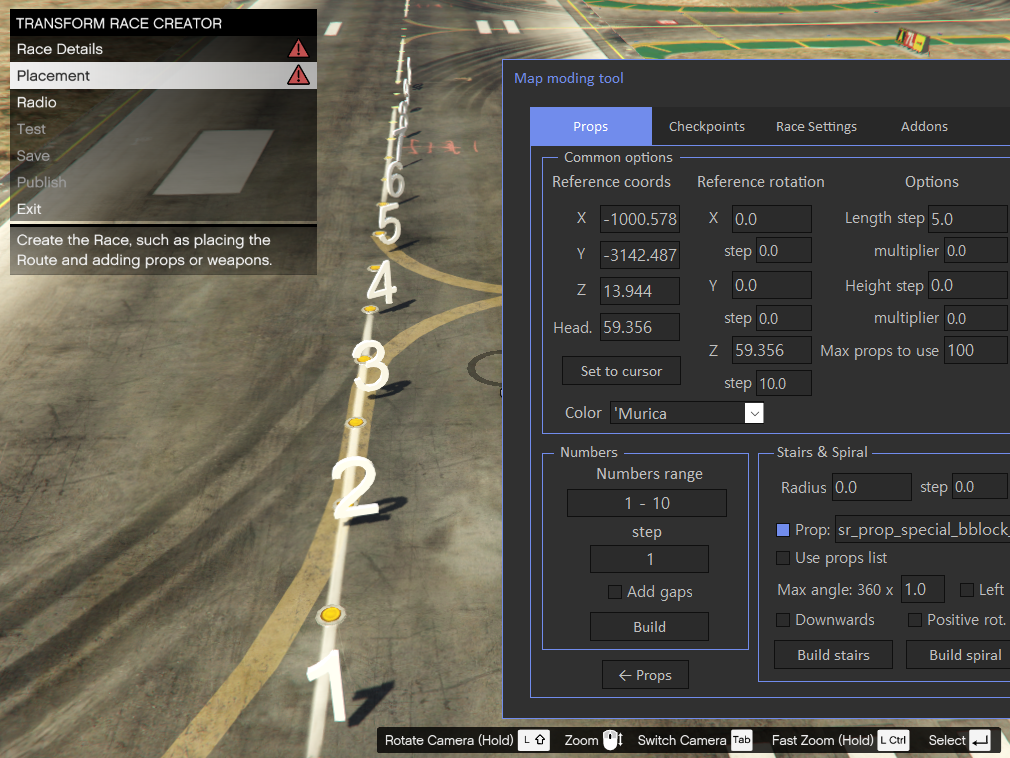 TRANSFORM RACE CREATOR
Race Details
Placement
Radio
Test
Save
Publish
Exit
Create the Race, such as placing the
Route and adding props or weapons.
6
5
4
3
2
1
Map moding tool
Props Checkpoints Race Settings Addons
Common options
Reference coords Reference rotation Options
X -1000.578 X 0.0 Length step 5.0
step 0.0 multiplier 0.0
Y -3142.487 Y 0.0 Height step 0.0
Z 13.944 step 0.0 multiplier 0.0
Head. 59.356 Z 59.356 Max props to use 100
Set to cursor step 10.0
Color 'Murica
Numbers
Numbers range
1 - 10
step
1
Add gaps
Build
← Props
Stairs & Spiral
Radius 0.0 step 0.0
Prop: sr_prop_special_bblock_
Use props list
Max angle: 360 x 1.0 Left
Downwards Positive rot.
Build stairs Build spiral
Rotate Camera (Hold) L ⇧ Zoom Switch Camera Tab Fast Zoom (Hold) L Ctrl Select